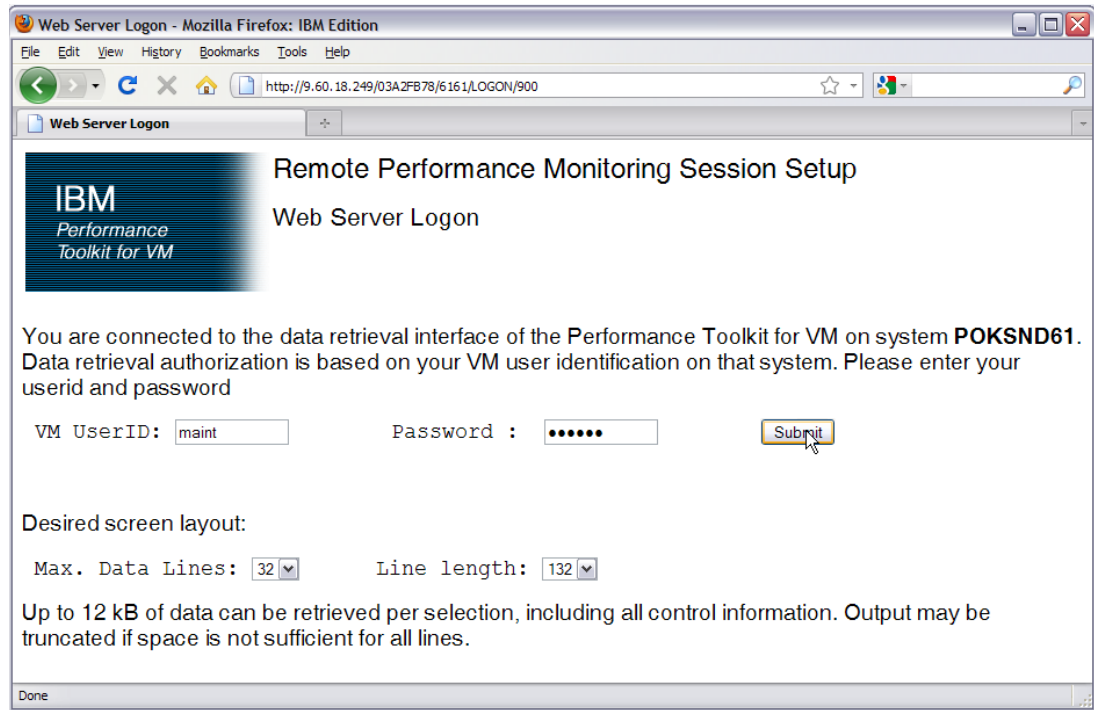 Web Server Logon - Mozilla Firefox: IBM Edition
File Edit View History Bookmarks Tools Help
http://9.60.18.249/03A2FB78/6161/LOGON/900
Web Server Logon
IBM
Performance
Toolkit for VM
Remote Performance Monitoring Session Setup
Web Server Logon
You are connected to the data retrieval interface of the Performance Toolkit for VM on system POKSND61.
Data retrieval authorization is based on your VM user identification on that system. Please enter your
userid and password
VM UserID: maint Password : •••••• Submit
Desired screen layout:
Max. Data Lines: 32 Line length: 132
Up to 12 kB of data can be retrieved per selection, including all control information. Output may be
truncated if space is not sufficient for all lines.
Done